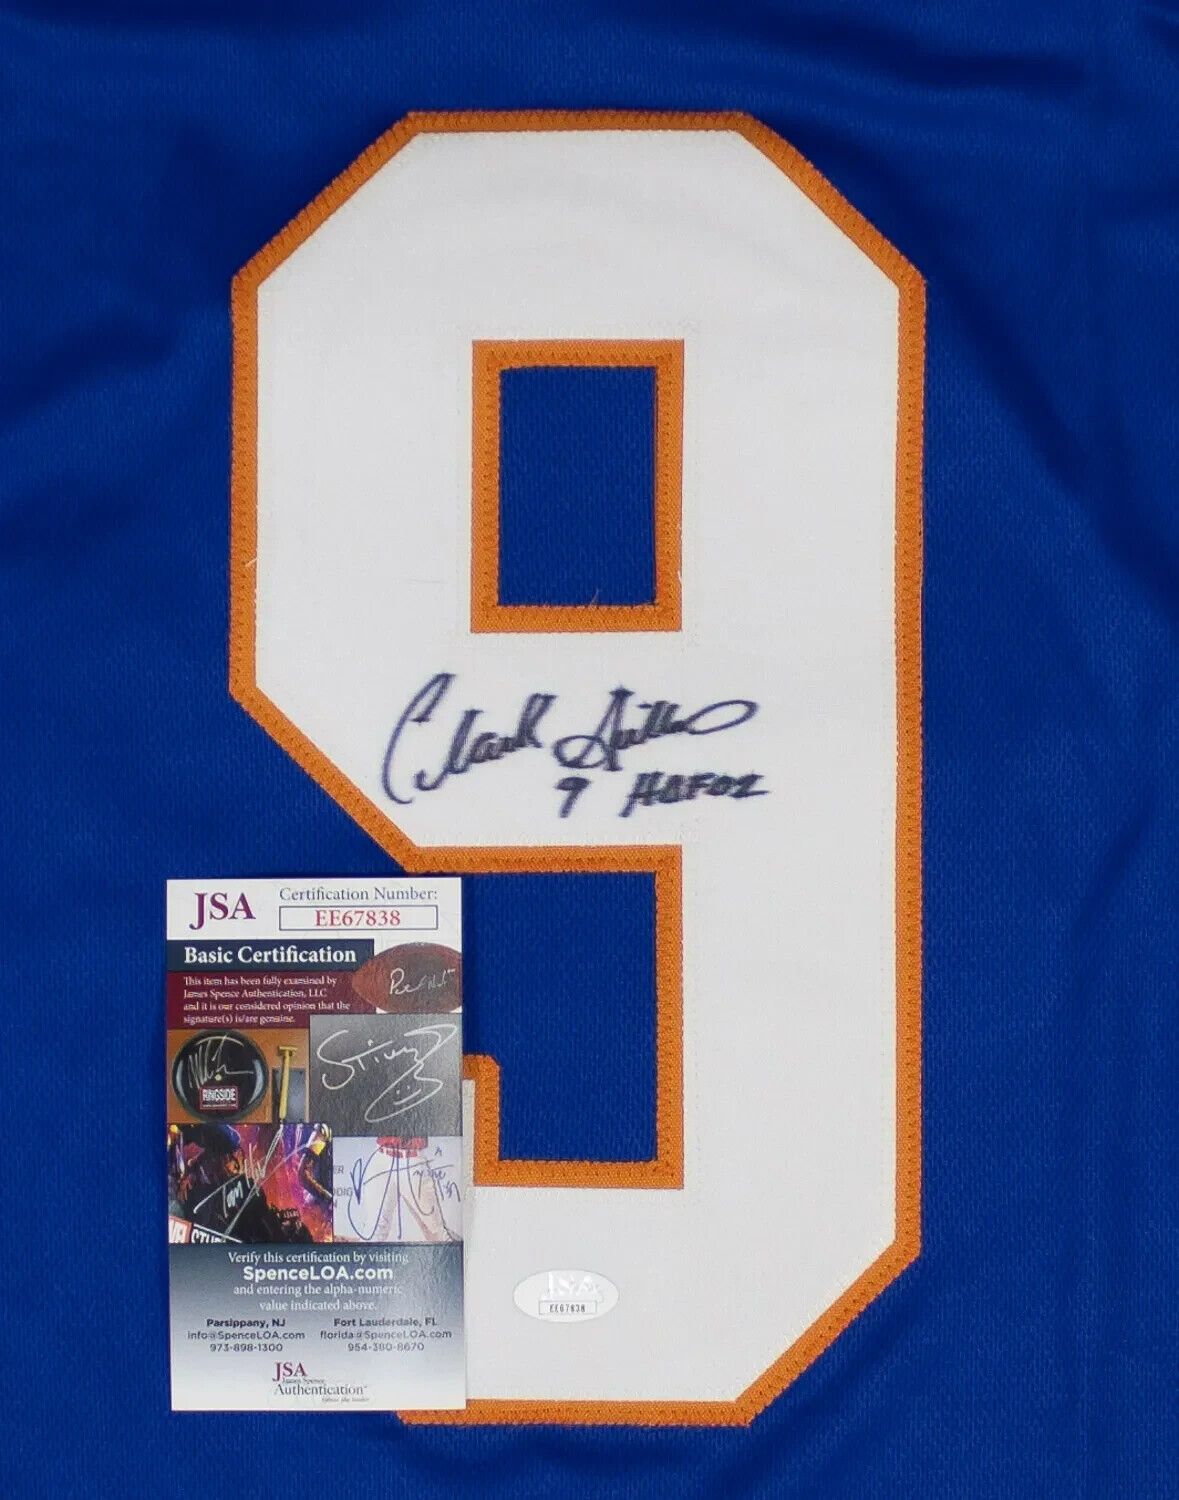 Clark Gillies
9 HOF 02
JSA
Certification Number:
EE67838
Basic Certification
This item has been fully examined by
James Spence Authentication, LLC
and it is our considered opinion that the
signature(s) is/are genuine.
RINGSIDE
Verify this certification by visiting
SpenceLOA.com
and entering the alpha-numeric
value indicated above.
Parsippany, NJ
info@SpenceLOA.com
973-898-1300
Fort Lauderdale, FL
florida@SpenceLOA.com
954-380-8670
JSA
James Spence
Authentication
JSA
EE67838